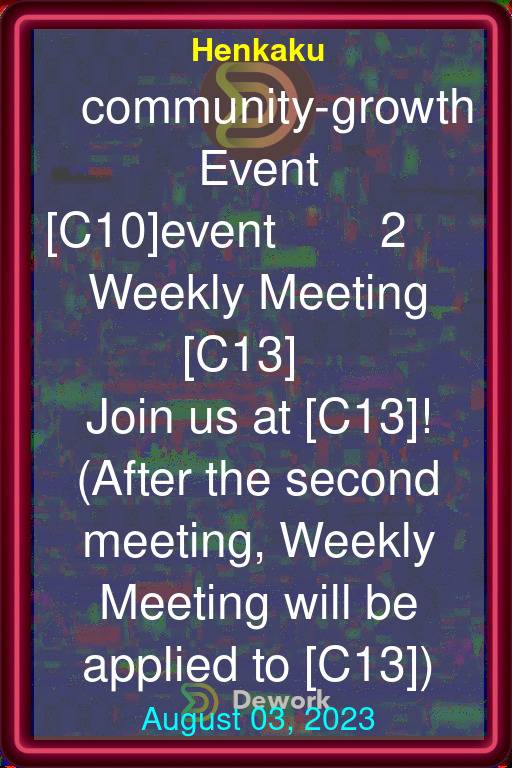 Henkaku
community-growth
Event
[C10]event 2
Weekly Meeting
[C13]
Join us at [C13]!
(After the second
meeting, Weekly
Meeting will be
applied to [C13])
Dework
August 03, 2023